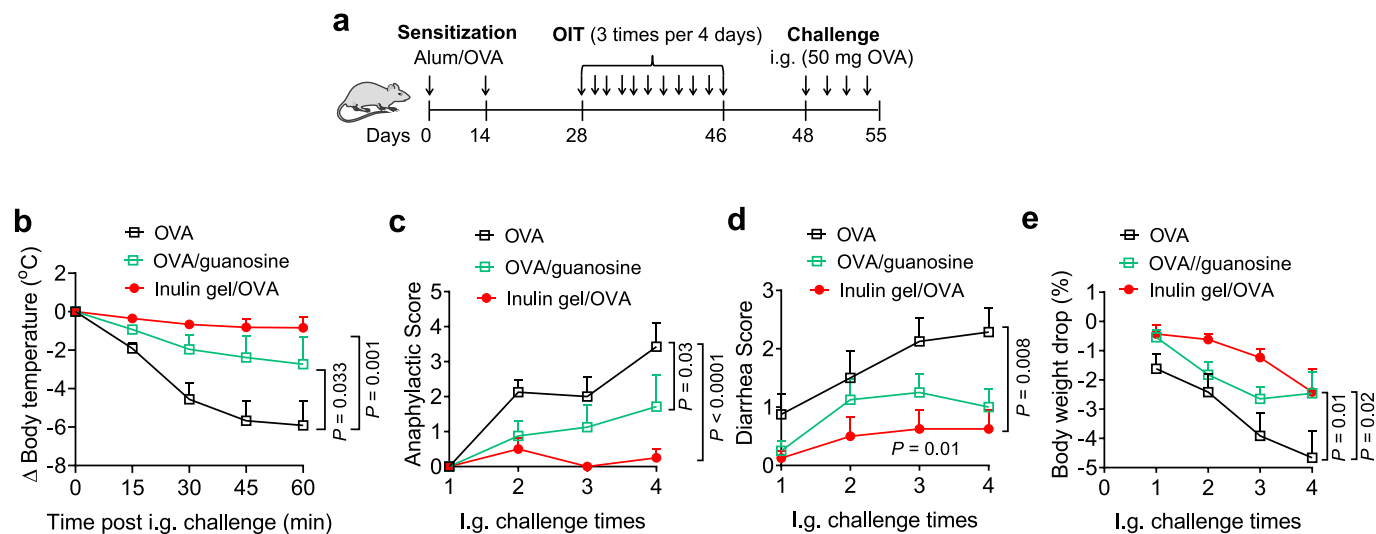 a
Sensitization
Alum/OVA
OIT (3 times per 4 days)
Challenge
i.g. (50 mg OVA)
Days 0 14 28 46 48 55
b
OVA
OVA/guanosine
Inulin gel/OVA
Δ Body temperature (°C)
2
0
-2
-4
-6
-8
0 15 30 45 60
Time post i.g. challenge (min)
P = 0.033
P = 0.001
c
OVA
OVA/guanosine
Inulin gel/OVA
Anaphylactic Score
5
4
3
2
1
0
1 2 3 4
I.g. challenge times
P = 0.03
P < 0.0001
d
OVA
OVA/guanosine
Inulin gel/OVA
Diarrhea Score
3
2
1
0
1 2 3 4
I.g. challenge times
P = 0.01
P = 0.008
e
OVA
OVA//guanosine
Inulin gel/OVA
Body weight drop (%)
1
0
-1
-2
-3
-4
-5
0 1 2 3 4
I.g. challenge times
P = 0.01
P = 0.02